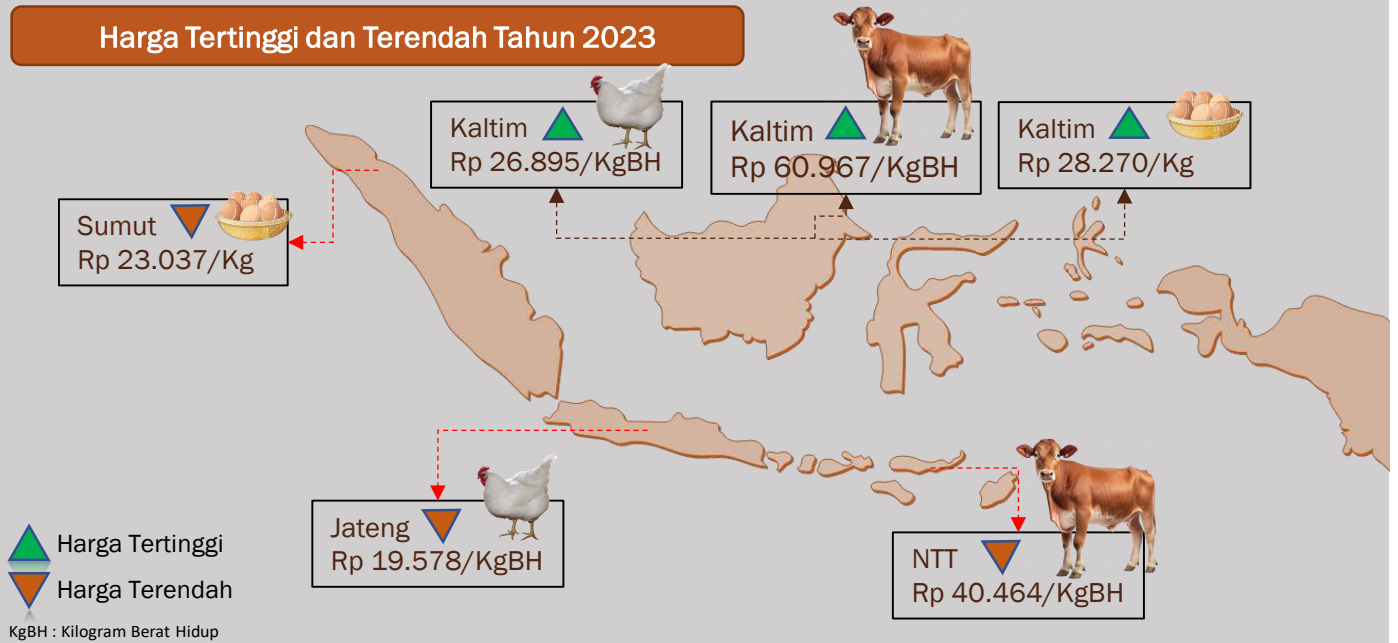 Harga Tertinggi dan Terendah Tahun 2023
Kaltim
Rp 26.895/KgBH
Kaltim
Rp 60.967/KgBH
Kaltim
Rp 28.270/Kg
Sumut
Rp 23.037/Kg
Jateng
Rp 19.578/KgBH
NTT
Rp 40.464/KgBH
Harga Tertinggi
Harga Terendah
KgBH : Kilogram Berat Hidup